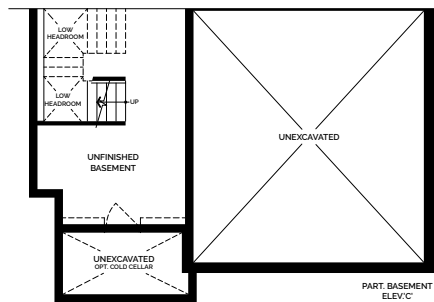 LOW
HEADROOM
LOW
HEADROOM
UP
UNEXCAVATED
UNFINISHED
BASEMENT
UNEXCAVATED
OPT. COLD CELLAR
PART. BASEMENT
ELEV.'C'